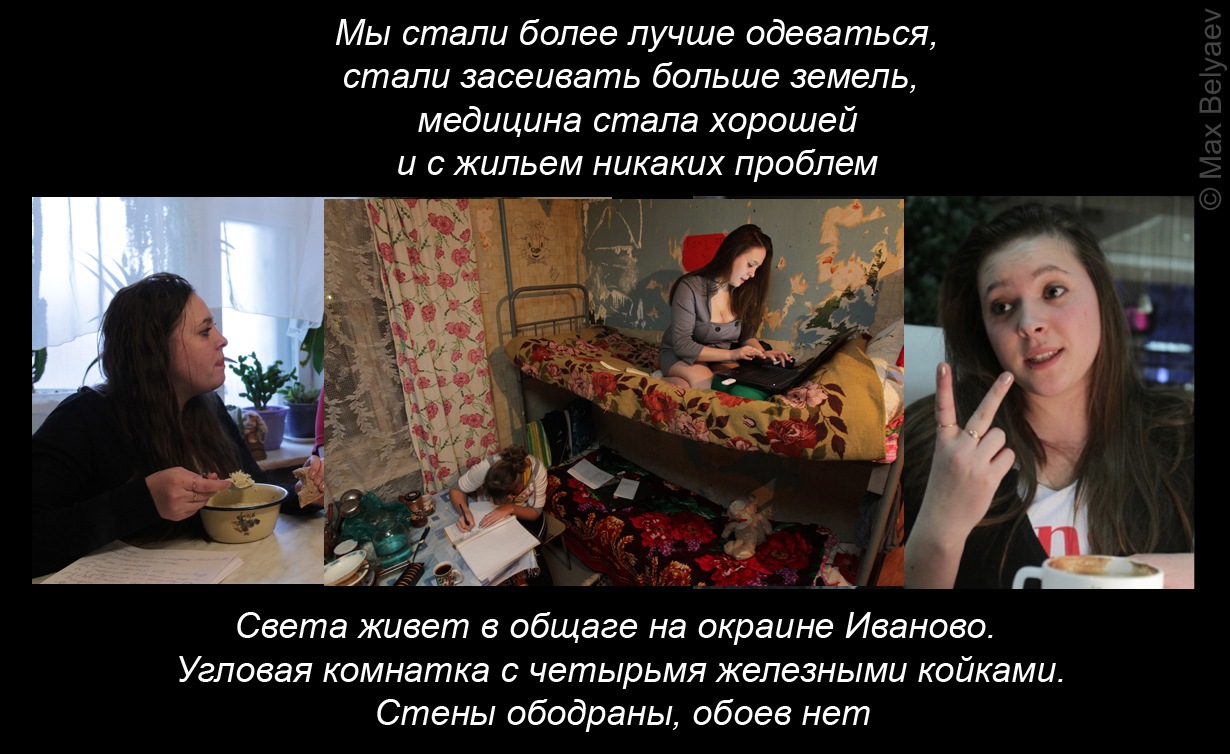 Мы стали более лучше одеваться,
стали засеивать больше земель,
медицина стала хорошей
и с жильем никаких проблем
© Max Belyaev
n
Света живет в общаге на окраине Иваново.
Угловая комнатка с четырьмя железными койками.
Стены ободраны, обоев нет